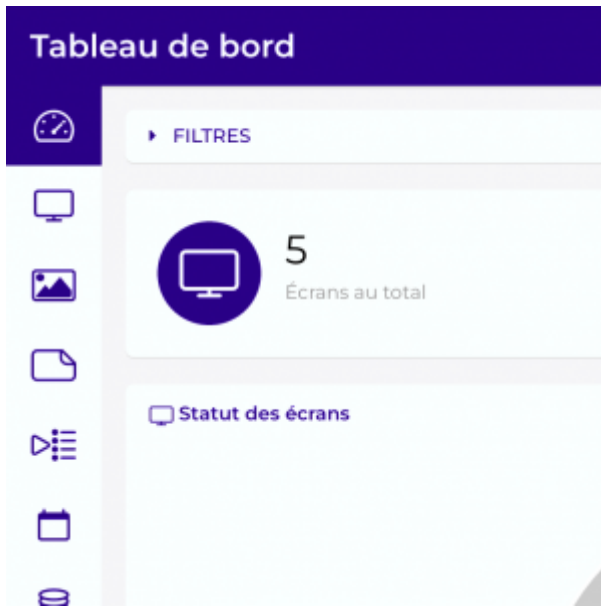 Tableau de bord
FILTRES
5
Écrans au total
Statut des écrans